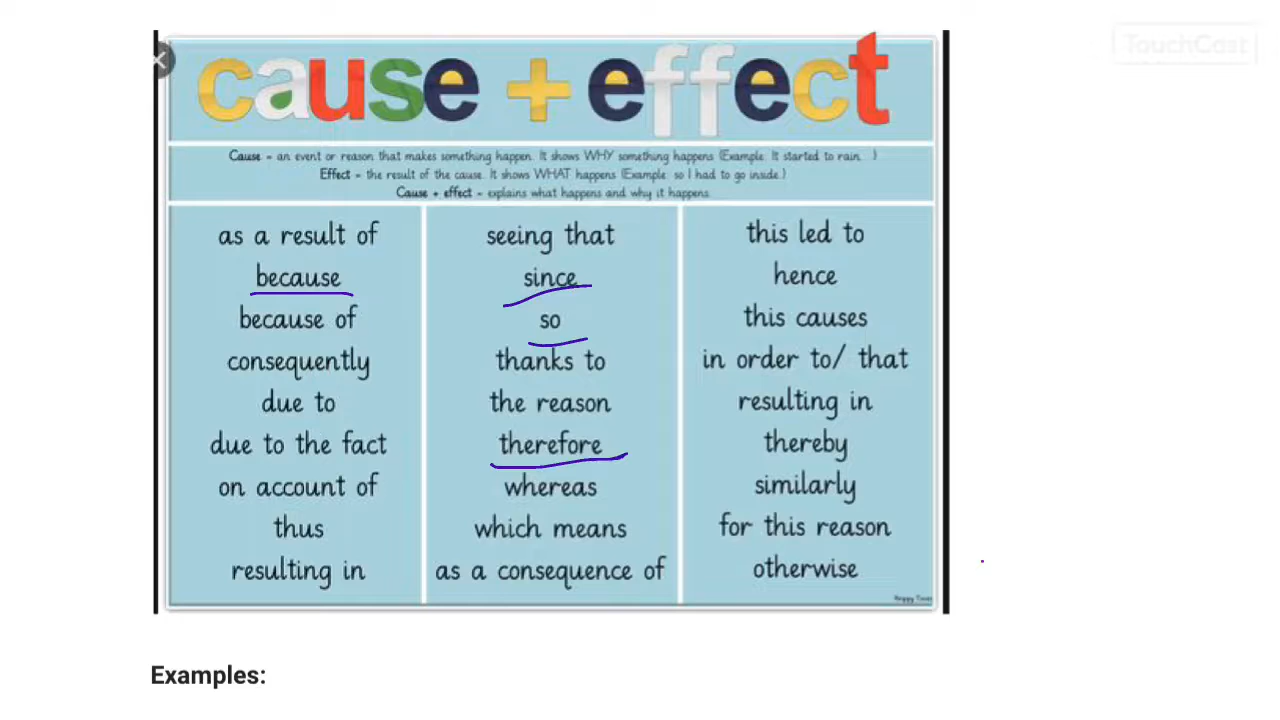 TouchCast
cause + effect
Cause = an event or reason that makes something happen. It shows WHY something happens (Example: It started to rain... )
Effect = the result of the cause. It shows WHAT happens (Example: so I had to go inside.)
Cause + effect = explains what happens and why it happens.
as a result of
because
because of
consequently
due to
due to the fact
on account of
thus
resulting in
seeing that
since
so
thanks to
the reason
therefore
whereas
which means
as a consequence of
this led to
hence
this causes
in order to/ that
resulting in
thereby
similarly
for this reason
otherwise
Examples: